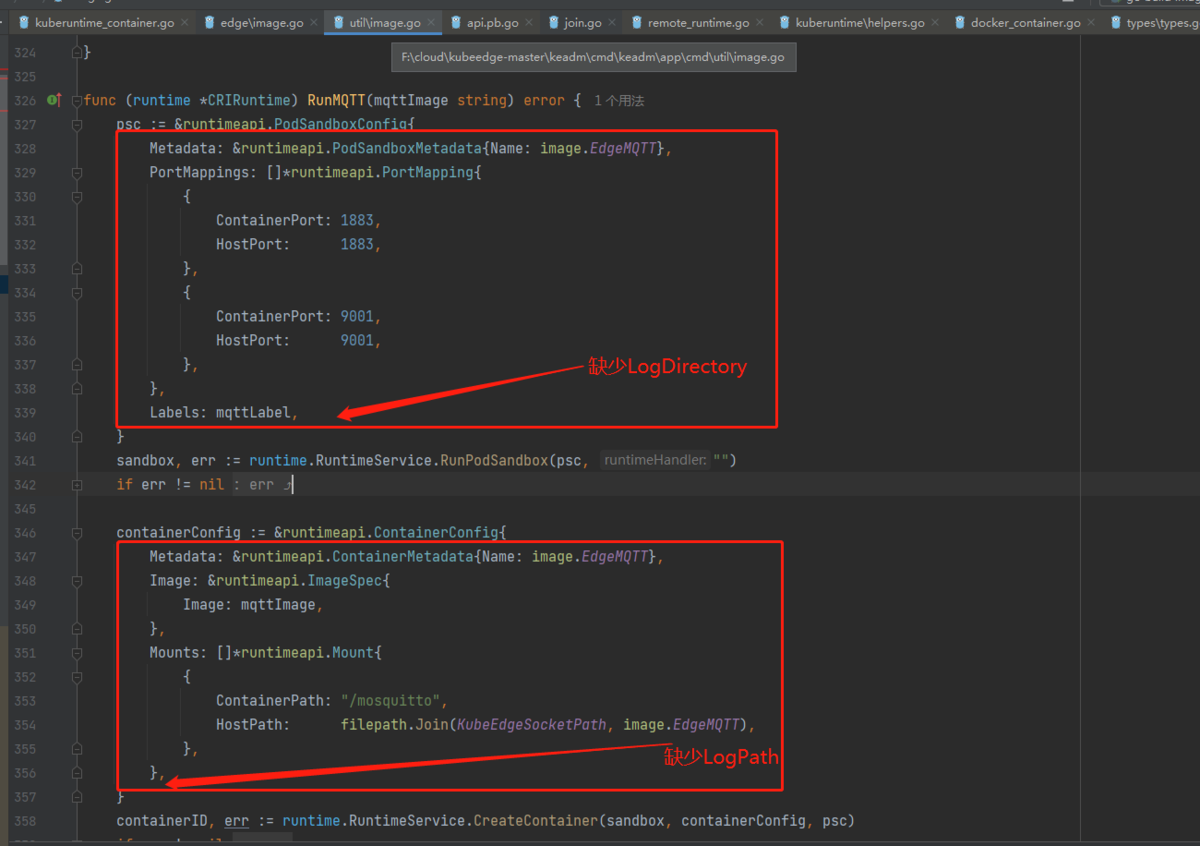 kuberuntime_container.go edge\image.go util\image.go api.pb.go join.go remote_runtime.go kuberuntime\helpers.go docker_container.go types\types.g
F:\cloud\kubeedge-master\keadm\cmd\keadm\app\cmd\util\image.go
324 }
325
326 func (runtime *CRIRuntime) RunMQTT(mqttImage string) error { 1 个用法
327 psc := &runtimeapi.PodSandboxConfig{
328 Metadata: &runtimeapi.PodSandboxMetadata{Name: image.EdgeMQTT},
329 PortMappings: []*runtimeapi.PortMapping{
330 {
331 ContainerPort: 1883,
332 HostPort: 1883,
333 },
334 {
335 ContainerPort: 9001,
336 HostPort: 9001,
337 },
缺少LogDirectory
338 },
339 Labels: mqttLabel,
340 }
341 sandbox, err := runtime.RuntimeService.RunPodSandbox(psc, runtimeHandler: "")
342 if err != nil : err
345
346 containerConfig := &runtimeapi.ContainerConfig{
347 Metadata: &runtimeapi.ContainerMetadata{Name: image.EdgeMQTT},
348 Image: &runtimeapi.ImageSpec{
349 Image: mqttImage,
350 },
351 Mounts: []*runtimeapi.Mount{
352 {
353 ContainerPath: "/mosquitto",
354 HostPath: filepath.Join(KubeEdgeSocketPath, image.EdgeMQTT),
355 },
缺少LogPath
356 },
357 }
358 containerID, err := runtime.RuntimeService.CreateContainer(sandbox, containerConfig, psc)